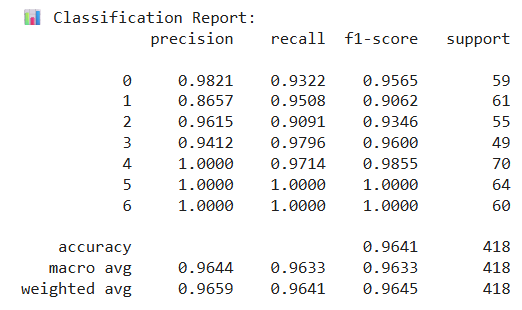 📊 Classification Report:
precision recall f1-score support
0 0.9821 0.9322 0.9565 59
1 0.8657 0.9508 0.9062 61
2 0.9615 0.9091 0.9346 55
3 0.9412 0.9796 0.9600 49
4 1.0000 0.9714 0.9855 70
5 1.0000 1.0000 1.0000 64
6 1.0000 1.0000 1.0000 60
accuracy 0.9641 418
macro avg 0.9644 0.9633 0.9633 418
weighted avg 0.9659 0.9641 0.9645 418